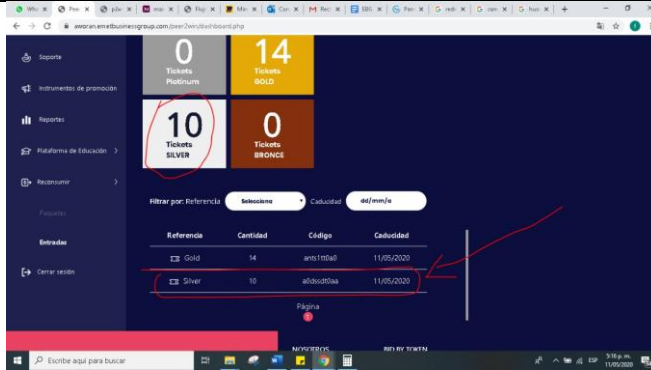 aworan.emetbusinessgroup.com/peer2win/dashboard.php
Soporte
Instrumentos de promoción
Reportes
Plataforma de Educación
Reconsumir
Paquetes
Entradas
Cerrar sesión
0
Tickets
Platinum
14
Tickets
GOLD
10
Tickets
SILVER
0
Tickets
BRONCE
Filtrar por: Referencia Selecciona Caducidad dd/mm/a
Referencia Cantidad Código Caducidad
Gold 14 ants1tt0a0 11/05/2020
Silver 10 a0dssdt0aa 11/05/2020
Página
1
NOSOTROS BID BY TOKEN
Escribe aquí para buscar
ESP
5:16 p. m.
11/05/2020